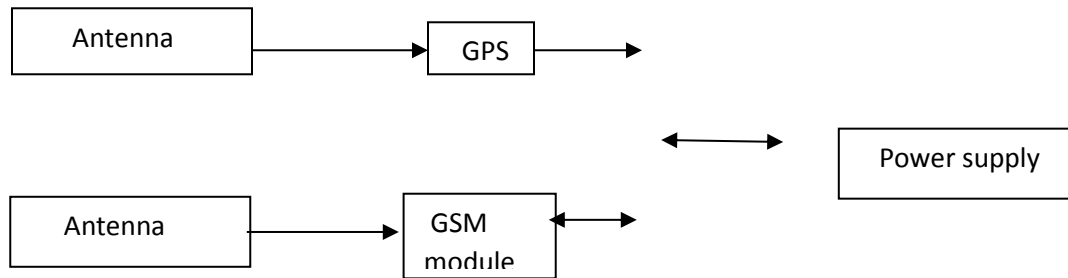 Antenna
GPS
Power supply
Antenna
GSM
module